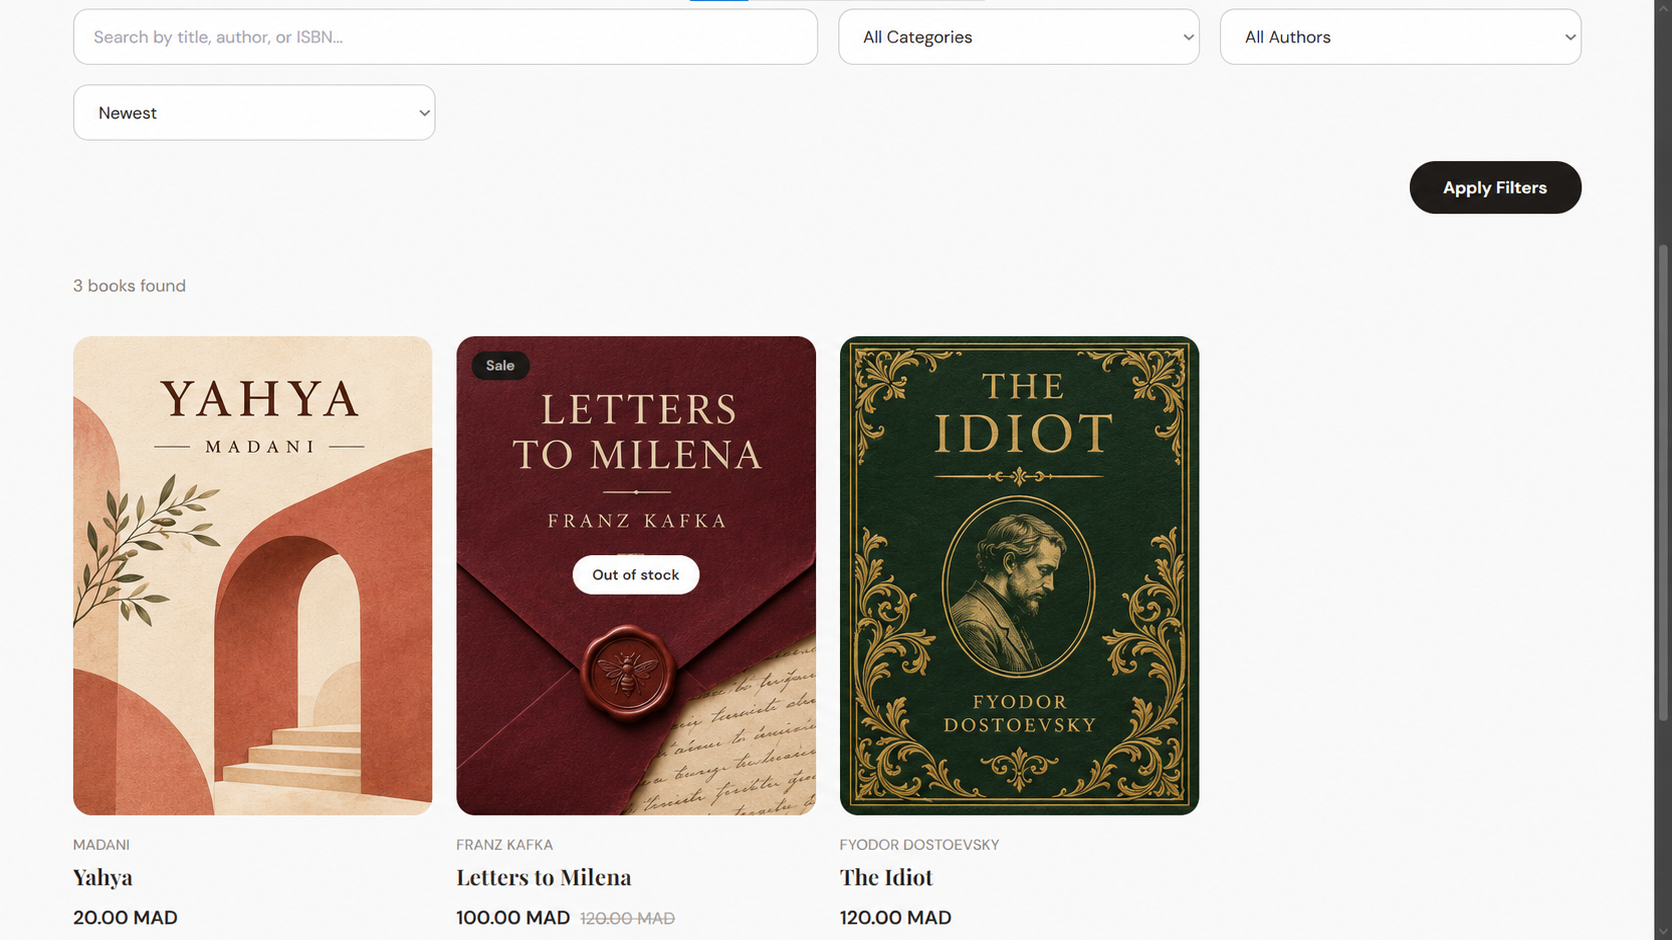 Search by title, author, or ISBN...
All Categories
All Authors
Newest
Apply Filters
3 books found
YAHYA
MADANI
Sale
LETTERS
TO MILENA
FRANZ KAFKA
Out of stock
THE
IDIOT
FYODOR
DOSTOEVSKY
MADANI
Yahya
20.00 MAD
FRANZ KAFKA
Letters to Milena
100.00 MAD 120.00 MAD
FYODOR DOSTOEVSKY
The Idiot
120.00 MAD